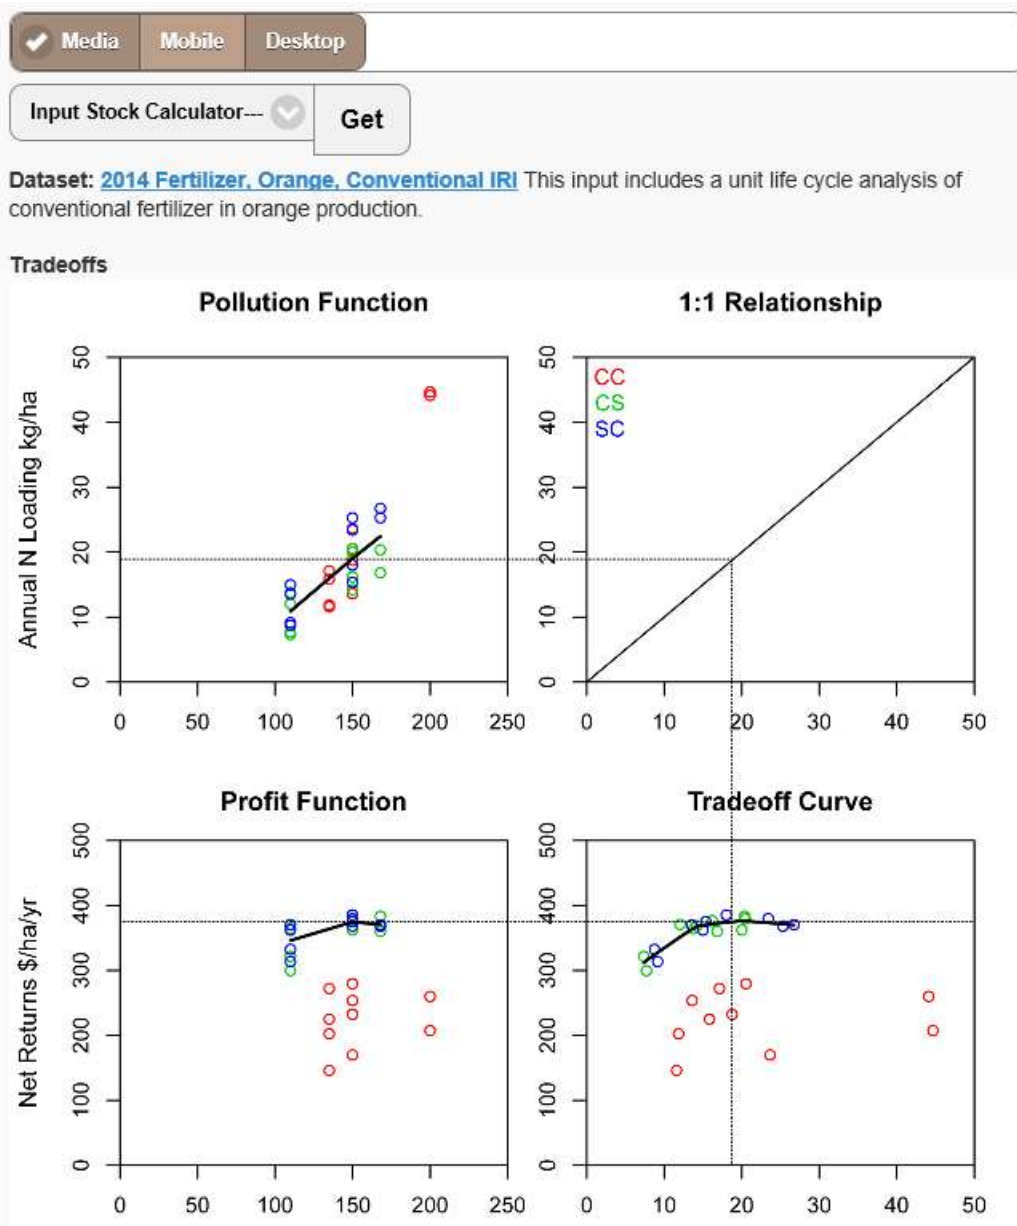 Media Mobile Desktop
Input Stock Calculator--- Get
Dataset: 2014 Fertilizer, Orange, Conventional IRI This input includes a unit life cycle analysis of
conventional fertilizer in orange production.
Tradeoffs
Pollution Function
Annual N Loading kg/ha
50
40
30
20
10
0
0 50 100 150 200 250
1:1 Relationship
CC
CS
SC
50
40
30
20
10
0
0 10 20 30 40 50
Profit Function
Net Returns $/ha/yr
500
400
300
200
100
0
0 50 100 150 200 250
Tradeoff Curve
500
400
300
200
100
0
0 10 20 30 40 50